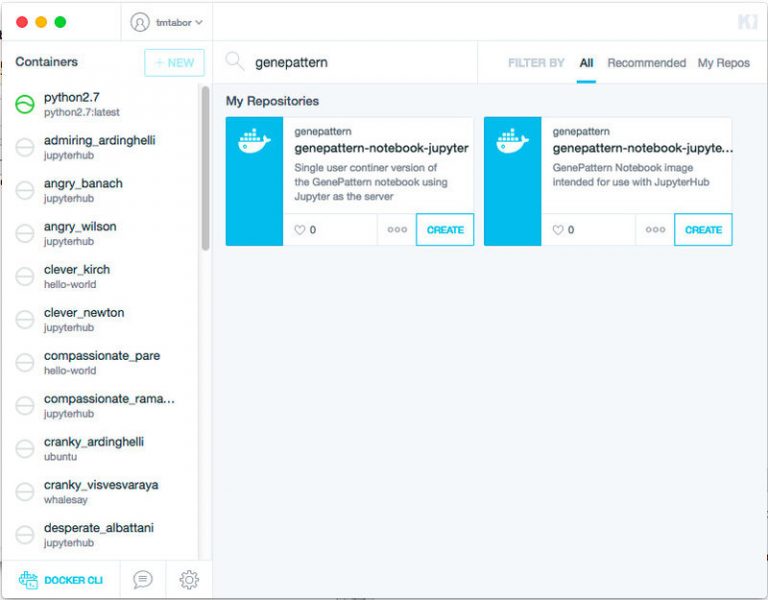 tmtabor
Containers
+ NEW
genepattern
FILTER BY All Recommended My Repos
python2.7
python2.7:latest
admiring_ardinghelli
jupyterhub
angry_banach
jupyterhub
angry_wilson
jupyterhub
clever_kirch
hello-world
clever_newton
jupyterhub
compassionate_pare
hello-world
compassionate_rama...
jupyterhub
cranky_ardinghelli
ubuntu
cranky_visvesvaraya
whalesay
desperate_albattani
jupyterhub
DOCKER CLI
My Repositories
genepattern
genepattern-notebook-jupyter
Single user continer version of
the GenePattern notebook using
Jupyter as the server
0
CREATE
genepattern
genepattern-notebook-jupyte...
GenePattern Notebook image
intended for use with JupyterHub
0
CREATE